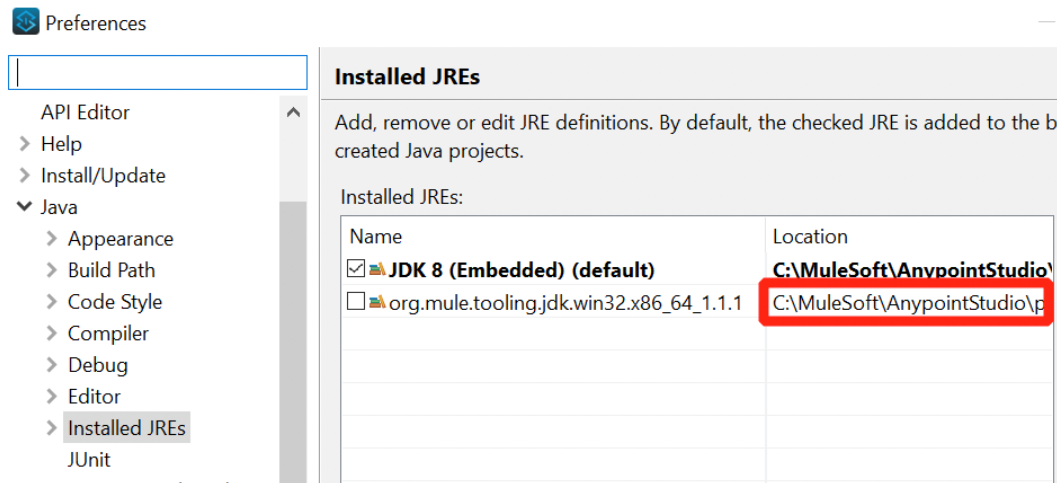 Preferences
API Editor
Help
Install/Update
Java
Appearance
Build Path
Code Style
Compiler
Debug
Editor
Installed JREs
JUnit
Installed JREs
Add, remove or edit JRE definitions. By default, the checked JRE is added to the b
created Java projects.
Installed JREs:
Name Location
JDK 8 (Embedded) (default) C:\MuleSoft\AnypointStudio\
org.mule.tooling.jdk.win32.x86_64_1.1.1 C:\MuleSoft\AnypointStudio\p